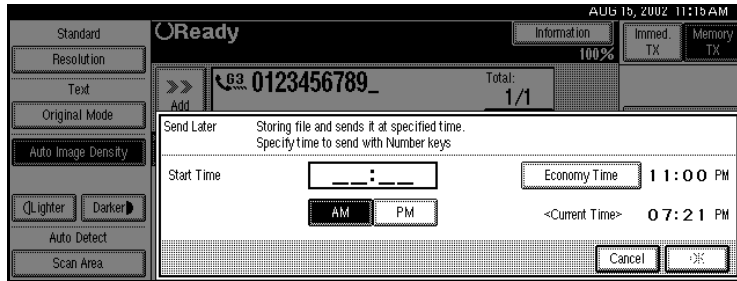 AUG 15, 2002 11:15AM
Standard
Resolution
Text
Original Mode
Auto Image Density
Lighter Darker
Auto Detect
Scan Area
Ready
Information
100%
Immed. TX
Memory TX
Add
G3 0123456789_
Total:
1/1
Send Later
Storing file and sends it at specified time.
Specify time to send with Number keys
Start Time
__:__
AM PM
Economy Time 11:00 PM
<Current Time> 07:21 PM
Cancel OK